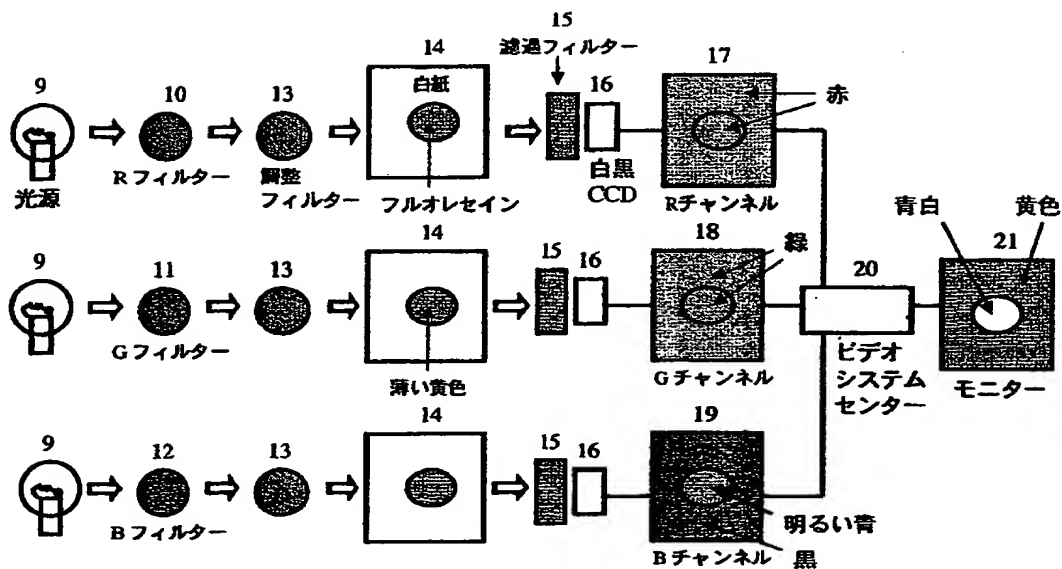 15
濾過フィルター
14
17
9
10
13
白紙
16
赤
Rフィルター
調整
フィルター
フルオレセイン
白黒
CCD
Rチャンネル
光源
青白
黄色
9
11
13
14
15
16
18
緑
20
21
Gフィルター
薄い黄色
Gチャンネル
ビデオ
システム
センター
モニター
9
12
13
14
15
16
19
Bフィルター
明るい青
Bチャンネル
黒